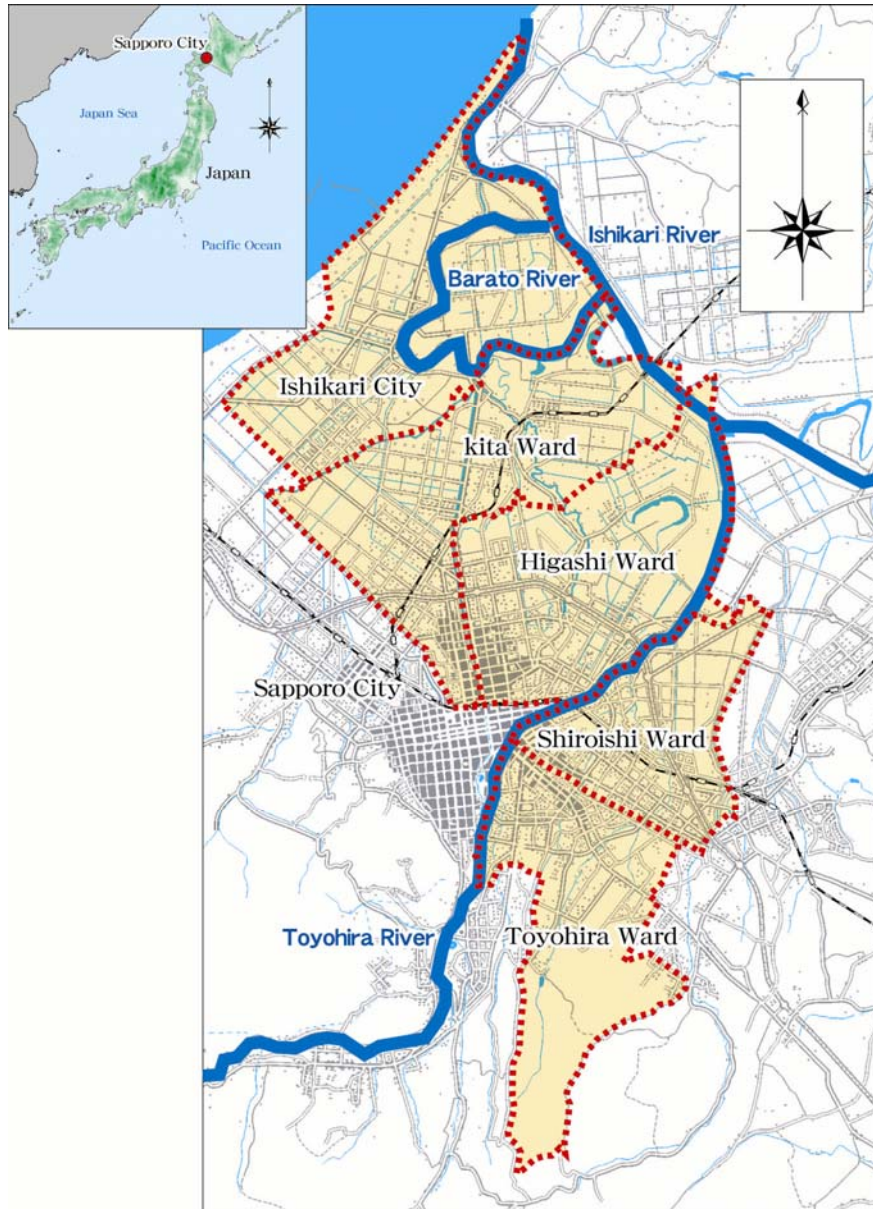 Sapporo City
Japan Sea
Japan
Pacific Ocean
Ishikari River
Barato River
Ishikari City
kita Ward
Higashi Ward
Sapporo City
Shiroishi Ward
Toyohira River
Toyohira Ward